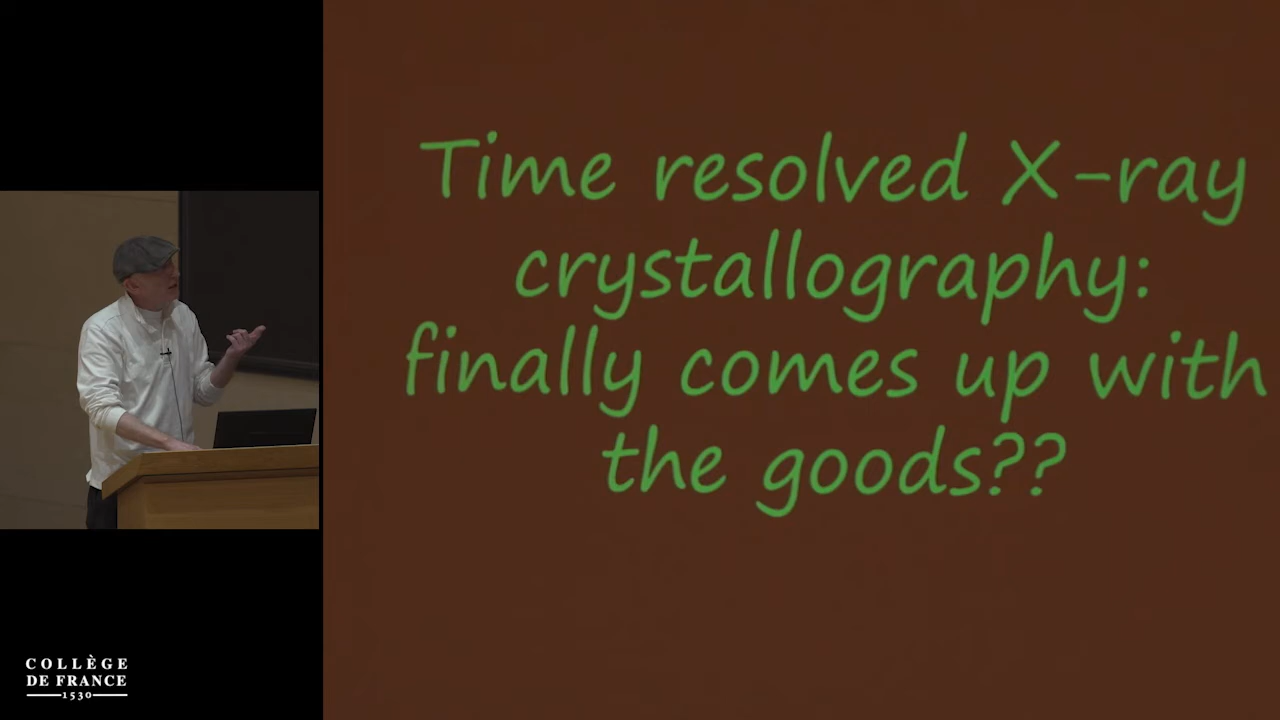 Time resolved X-ray
crystallography:
finally comes up with
the goods??
COLLÈGE
DE FRANCE
1530